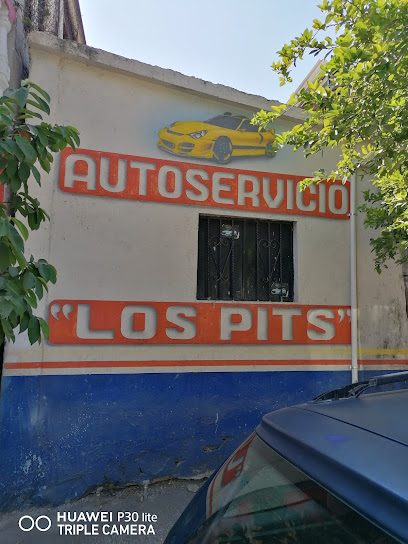 AUTOSERVICIO
"LOS PITS"
HUAWEI P30 lite
TRIPLE CAMERA